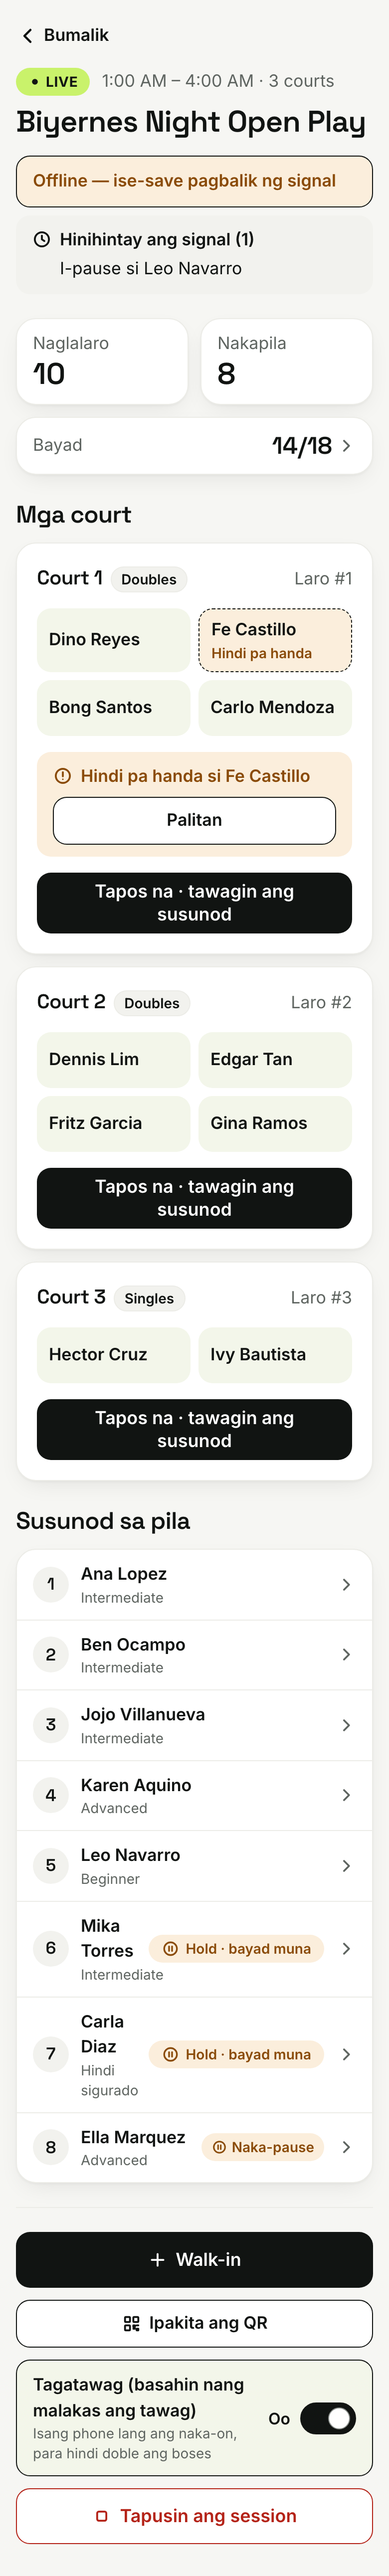 Bumalik
LIVE 1:00 AM – 4:00 AM · 3 courts
Biyernes Night Open Play
Offline — ise-save pagbalik ng signal
Hinihintay ang signal (1)
I-pause si Leo Navarro
Naglalaro
10
Nakapila
8
Bayad 14/18
Mga court
Court 1 Doubles Laro #1
Dino Reyes
Fe Castillo
Hindi pa handa
Bong Santos
Carlo Mendoza
Hindi pa handa si Fe Castillo
Palitan
Tapos na · tawagin ang
susunod
Court 2 Doubles Laro #2
Dennis Lim
Edgar Tan
Fritz Garcia
Gina Ramos
Tapos na · tawagin ang
susunod
Court 3 Singles Laro #3
Hector Cruz
Ivy Bautista
Tapos na · tawagin ang
susunod
Susunod sa pila
1
Ana Lopez
Intermediate
2
Ben Ocampo
Intermediate
3
Jojo Villanueva
Intermediate
4
Karen Aquino
Advanced
5
Leo Navarro
Beginner
6
Mika
Torres
Intermediate
Hold · bayad muna
7
Carla
Diaz
Hindi
sigurado
Hold · bayad muna
8
Ella Marquez
Advanced
Naka-pause
Walk-in
Ipakita ang QR
Tagatawag (basahin nang
malakas ang tawag)
Isang phone lang ang naka-on,
para hindi doble ang boses
Oo
Tapusin ang session